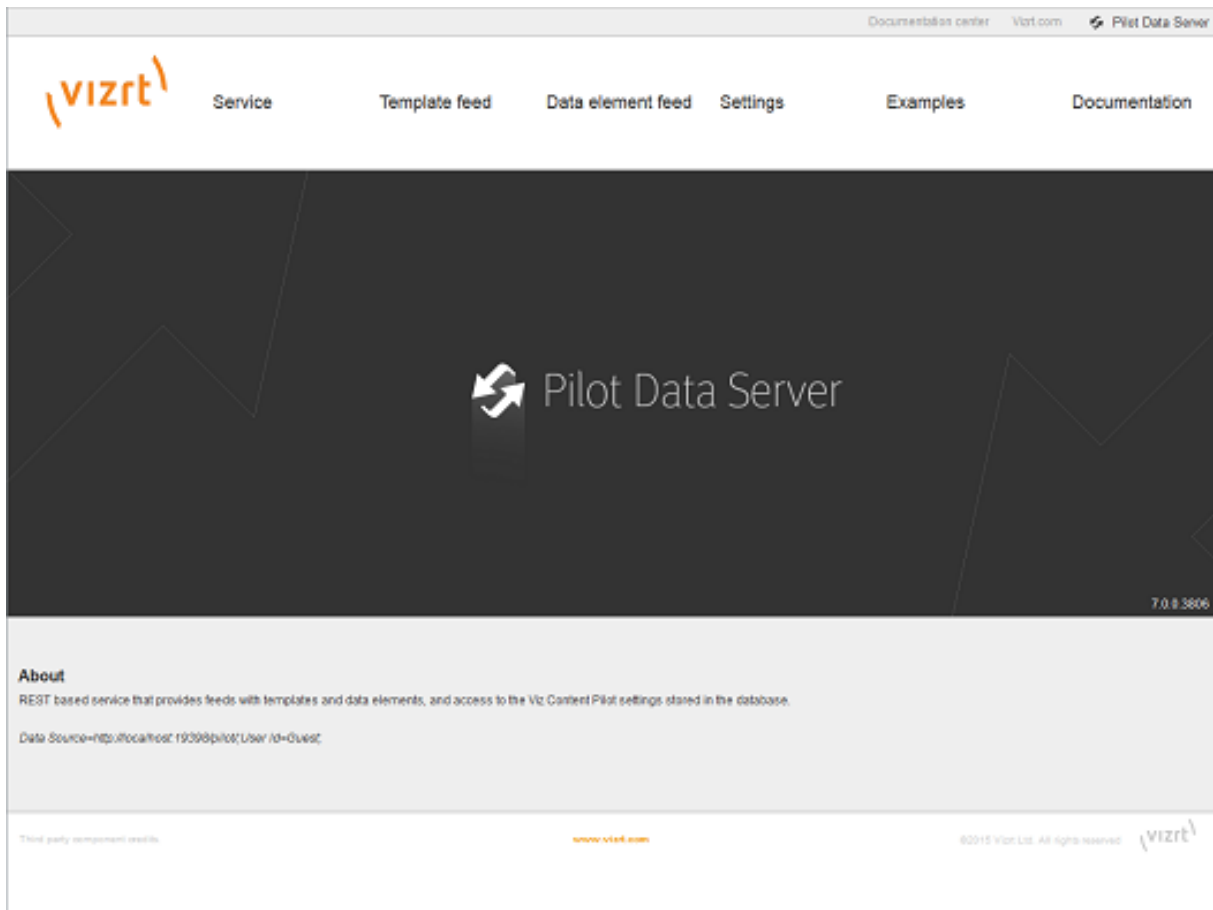 Documentation center Vizrt.com Pilot Data Server
vizrt Service Template feed Data element feed Settings Examples Documentation
Pilot Data Server
7.0.0.3806
About
REST based service that provides feeds with templates and data elements, and access to the Viz Content Pilot settings stored in the database.
Data Source=http://localhost:19398/pilot/;User Id=Guest;
Third party component credits www.vizrt.com ©2015 Vizrt Ltd. All rights reserved vizrt